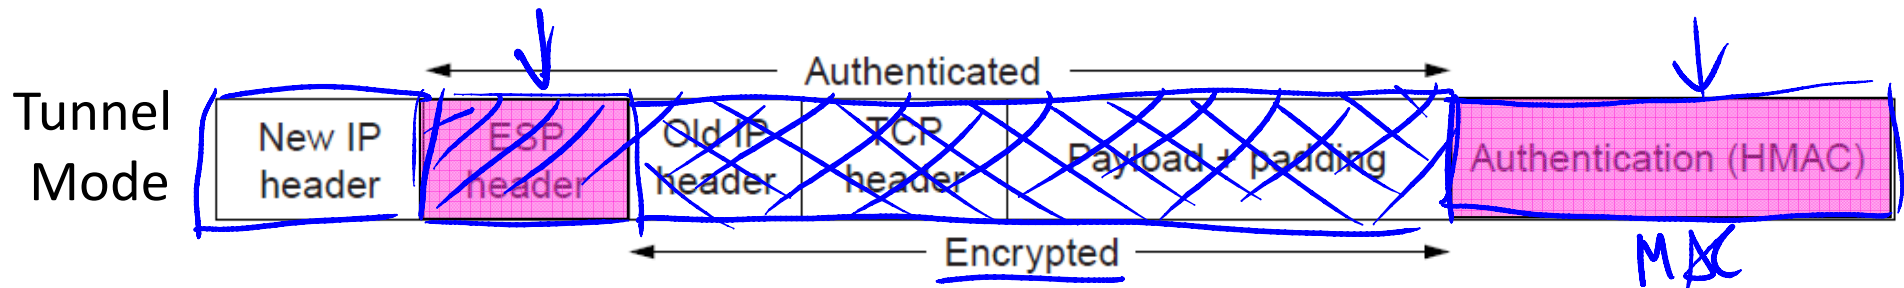 Authenticated
Tunnel Mode
New IP header
ESP header
Old IP header
TCP header
Payload + padding
Authentication (HMAC)
Encrypted
MAC